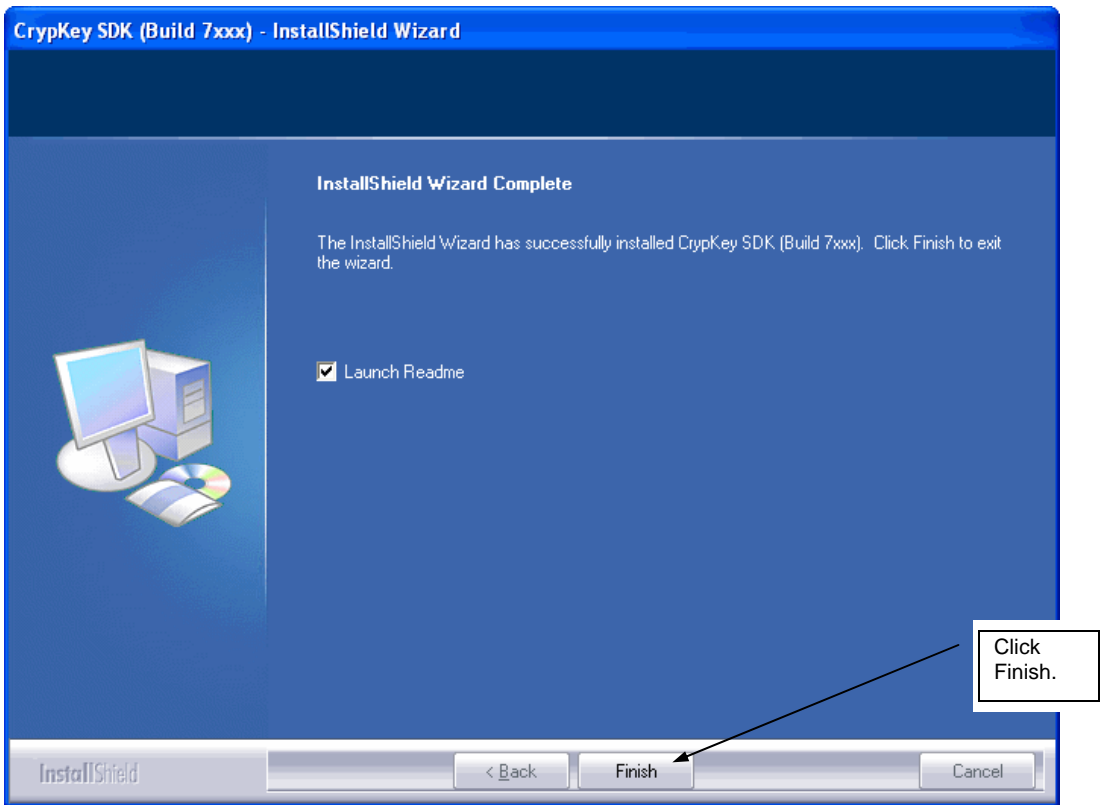 CrypKey SDK (Build 7xxx) - InstallShield Wizard
InstallShield Wizard Complete
The InstallShield Wizard has successfully installed CrypKey SDK (Build 7xxx). Click Finish to exit
the wizard.
Launch Readme
Click
Finish.
InstallShield
< Back
Finish
Cancel